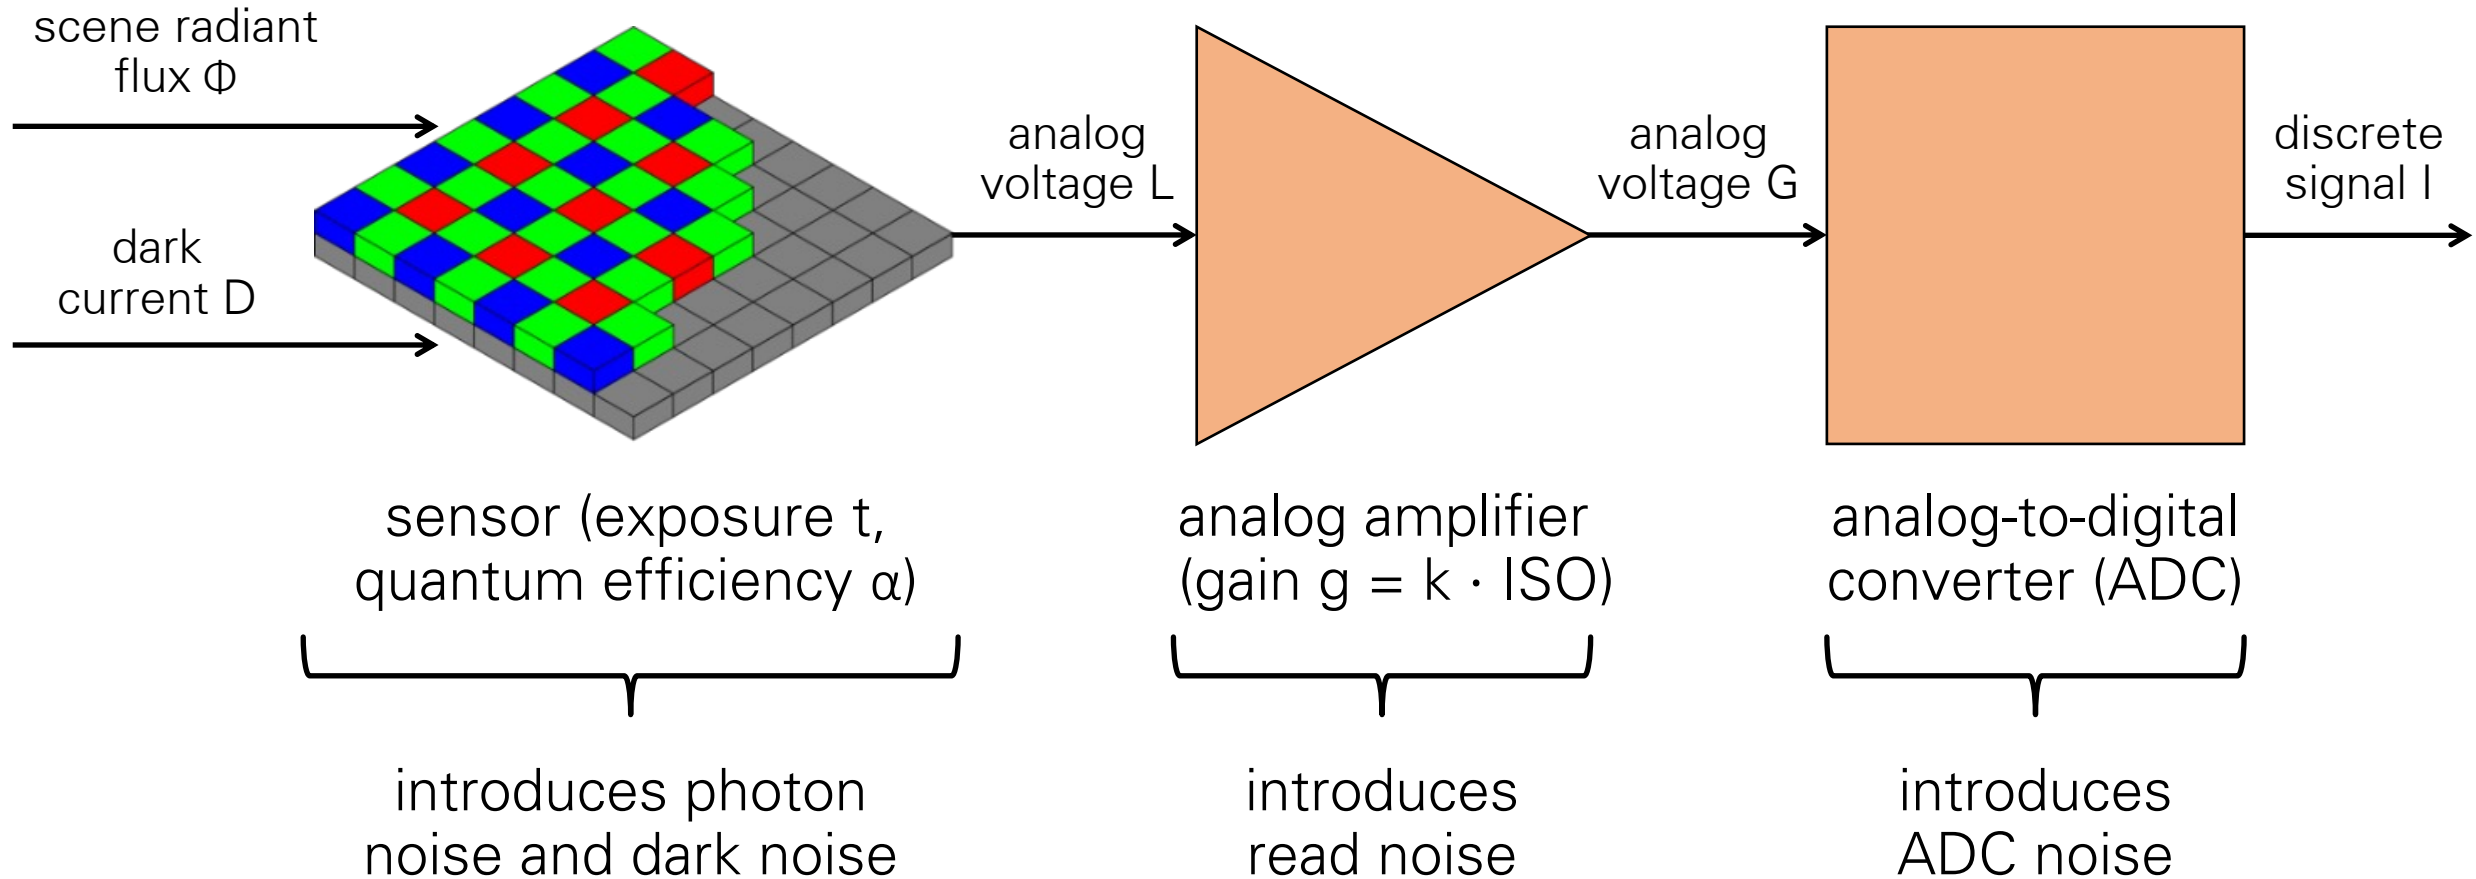 scene radiant
flux Φ
dark
current D
analog
voltage L
analog
voltage G
discrete
signal I
sensor (exposure t,
quantum efficiency α)
analog amplifier
(gain g = k · ISO)
analog-to-digital
converter (ADC)
introduces photon
noise and dark noise
introduces
read noise
introduces
ADC noise